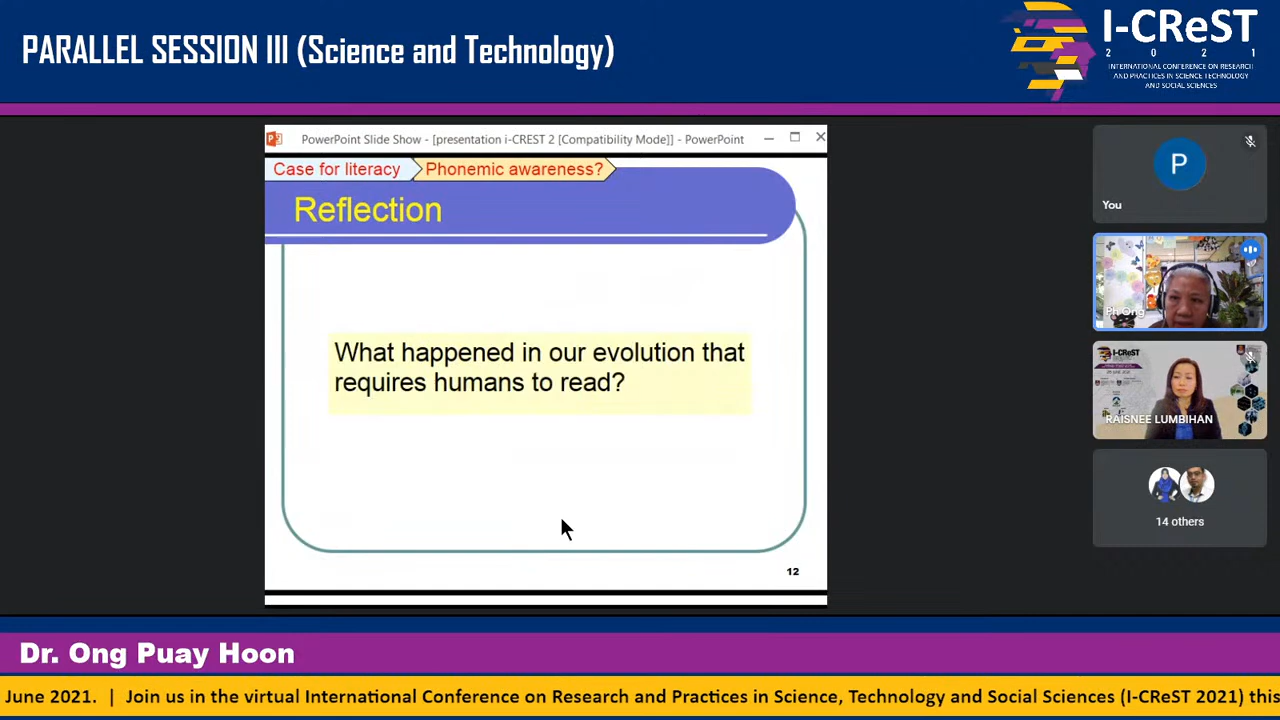 PARALLEL SESSION III (Science and Technology)
I-CReST
2 0 2 1
INTERNATIONAL CONFERENCE ON RESEARCH
AND PRACTICES IN SCIENCE TECHNOLOGY
AND SOCIAL SCIENCES
PowerPoint Slide Show - [presentation i-CREST 2 [Compatibility Mode]] - PowerPoint
Case for literacy
Phonemic awareness?
Reflection
What happened in our evolution that
requires humans to read?
12
P
You
Ph Ong
I-CReST
RAISNEE LUMBIHAN
14 others
Dr. Ong Puay Hoon
June 2021. | Join us in the virtual International Conference on Research and Practices in Science, Technology and Social Sciences (I-CReST 2021) this